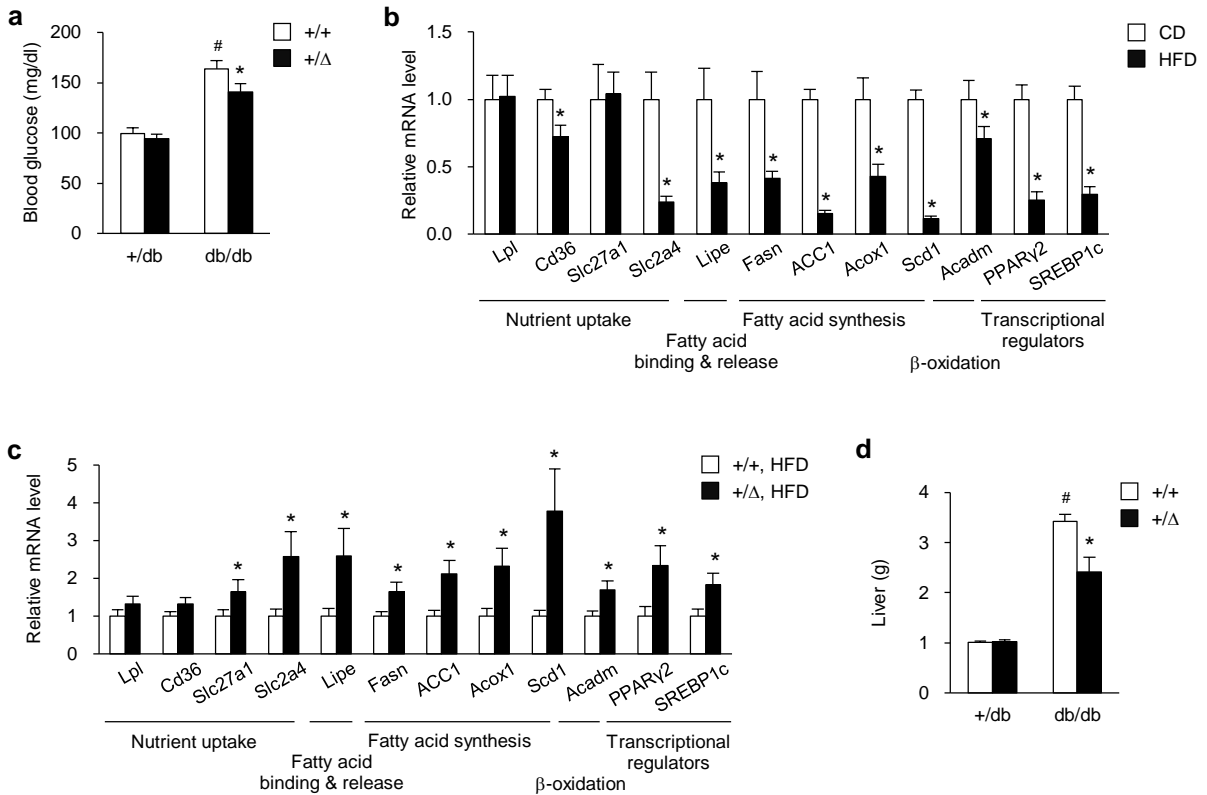 a
200
150
100
50
0
Blood glucose (mg/dl)
#
*
+/db
db/db
+/+
+/Δ
b
1.5
1.0
0.5
0.0
Relative mRNA level
* * * * * * * * * *
CD
HFD
Lpl Cd36 Slc27a1 Slc2a4 Lipe Fasn ACC1 Acox1 Scd1 Acadm PPARγ2 SREBP1c
Nutrient uptake
Fatty acid
binding & release
Fatty acid synthesis
β-oxidation
Transcriptional
regulators
c
5
4
3
2
1
0
Relative mRNA level
* * * * * * * * * *
+/+, HFD
+/Δ, HFD
Lpl Cd36 Slc27a1 Slc2a4 Lipe Fasn ACC1 Acox1 Scd1 Acadm PPARγ2 SREBP1c
Nutrient uptake
Fatty acid
binding & release
Fatty acid synthesis
β-oxidation
Transcriptional
regulators
d
4
3
2
1
0
Liver (g)
#
*
+/db
db/db
+/+
+/Δ